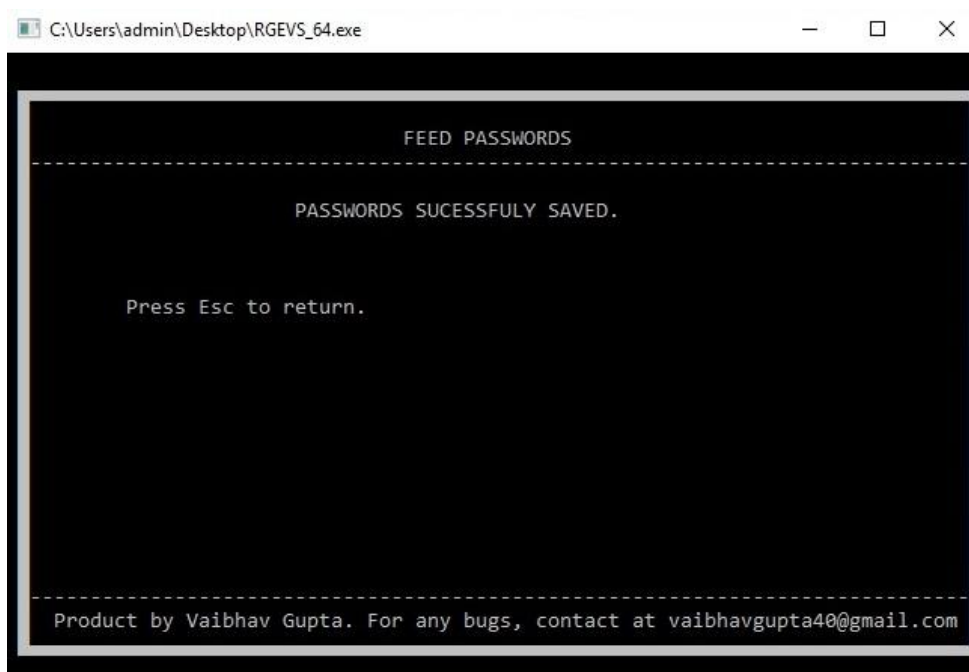 C:\Users\admin\Desktop\RGEVS_64.exe
FEED PASSWORDS
PASSWORDS SUCESSFULY SAVED.
Press Esc to return.
Product by Vaibhav Gupta. For any bugs, contact at vaibhavgupta40@gmail.com